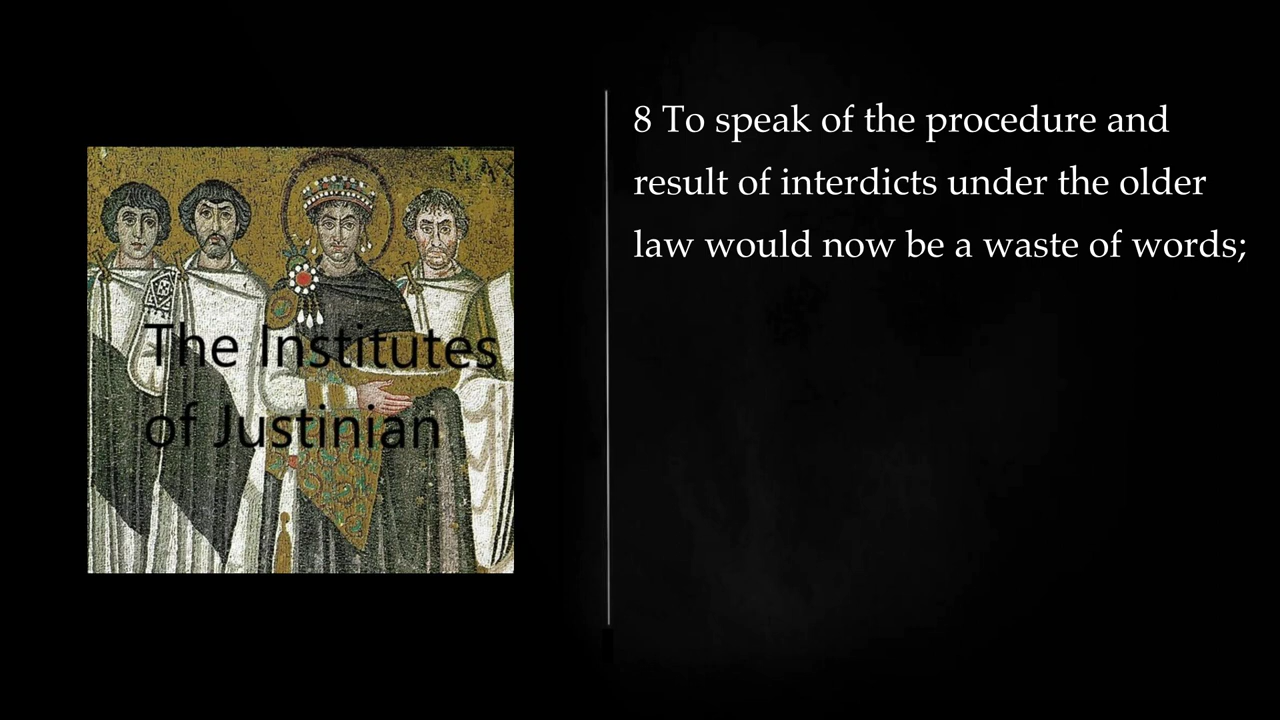 8 To speak of the procedure and
result of interdicts under the older
law would now be a waste of words;
The Institutes
of Justinian